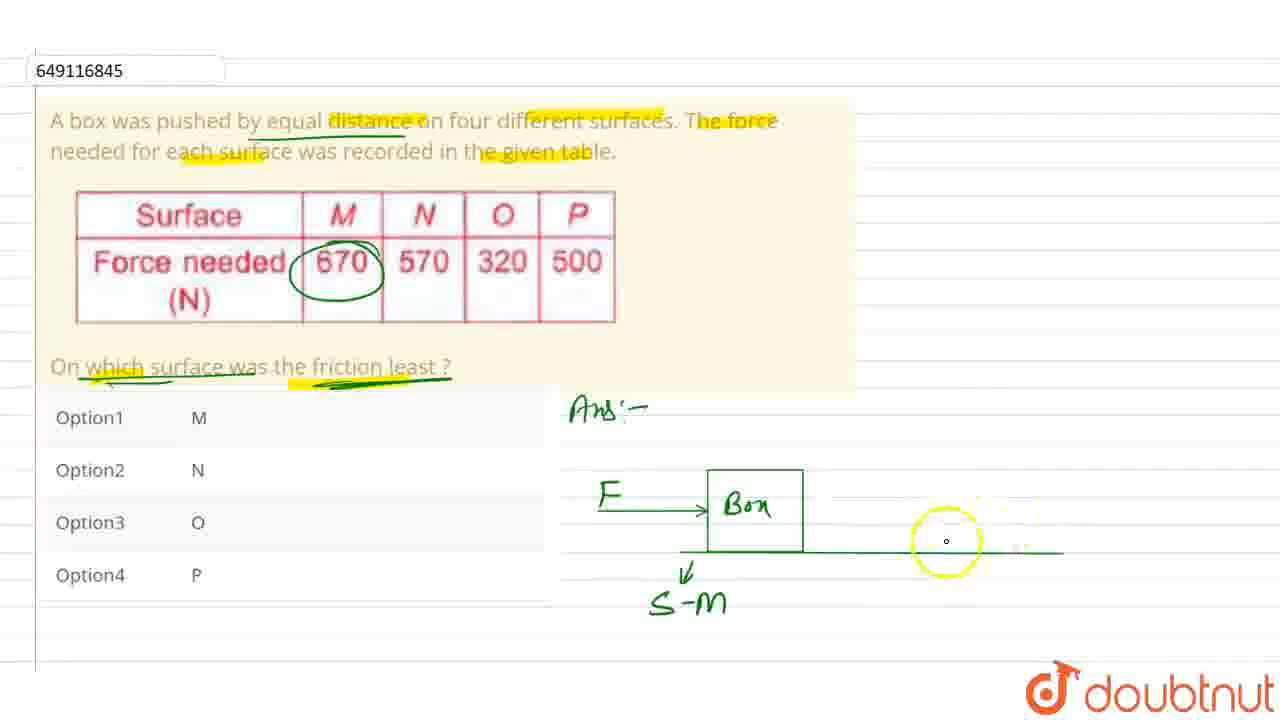 649116845
A box was pushed by equal distance on four different surfaces. The force
needed for each surface was recorded in the given table.
Surface M N O P
Force needed 670 570 320 500
(N)
On which surface was the friction least ?
Option1 M
Option2 N
Option3 O
Option4 P
Ans:-
F
Box
S-M
doubtnut